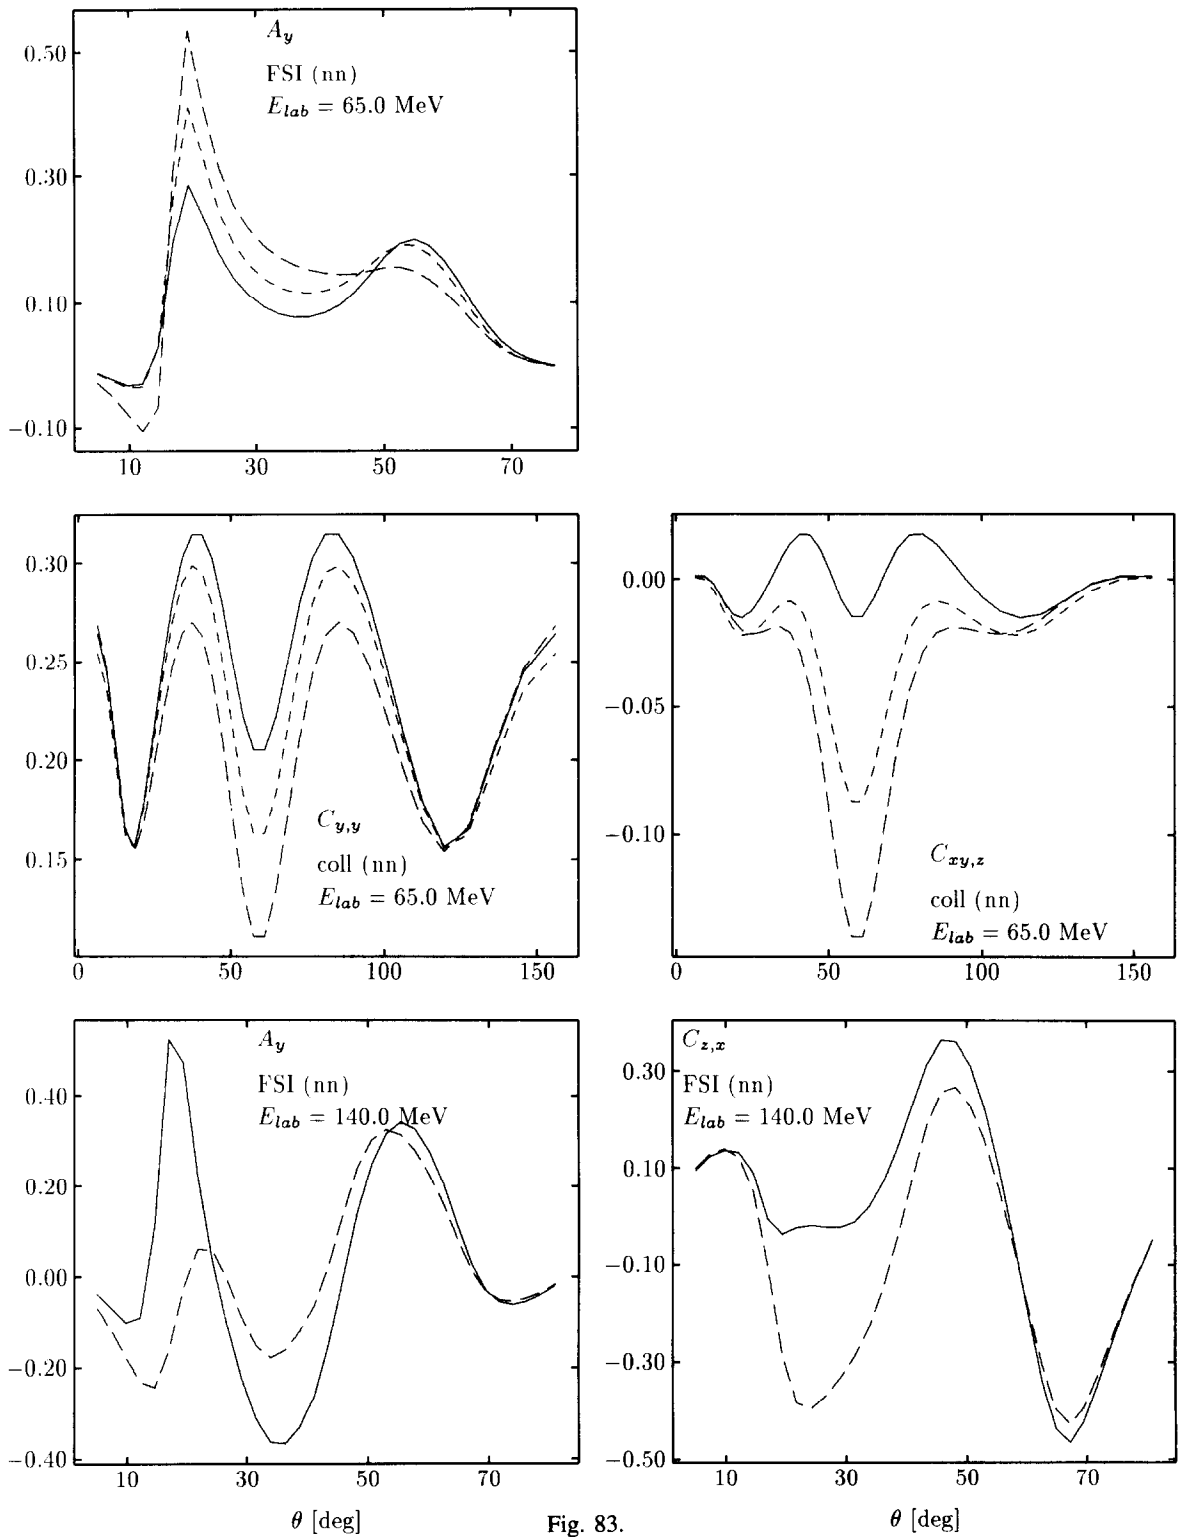 A_y
FSI (nn)
E_lab = 65.0 MeV
0.50
0.30
0.10
−0.10
10 30 50 70
C_y,y
coll (nn)
E_lab = 65.0 MeV
0.30
0.25
0.20
0.15
0 50 100 150
C_xy,z
coll (nn)
E_lab = 65.0 MeV
0.00
−0.05
−0.10
0 50 100 150
A_y
FSI (nn)
E_lab = 140.0 MeV
0.40
0.20
0.00
−0.20
−0.40
10 30 50 70
θ [deg]
C_z,x
FSI (nn)
E_lab = 140.0 MeV
0.30
0.10
−0.10
−0.30
−0.50
10 30 50 70
θ [deg]
Fig. 83.